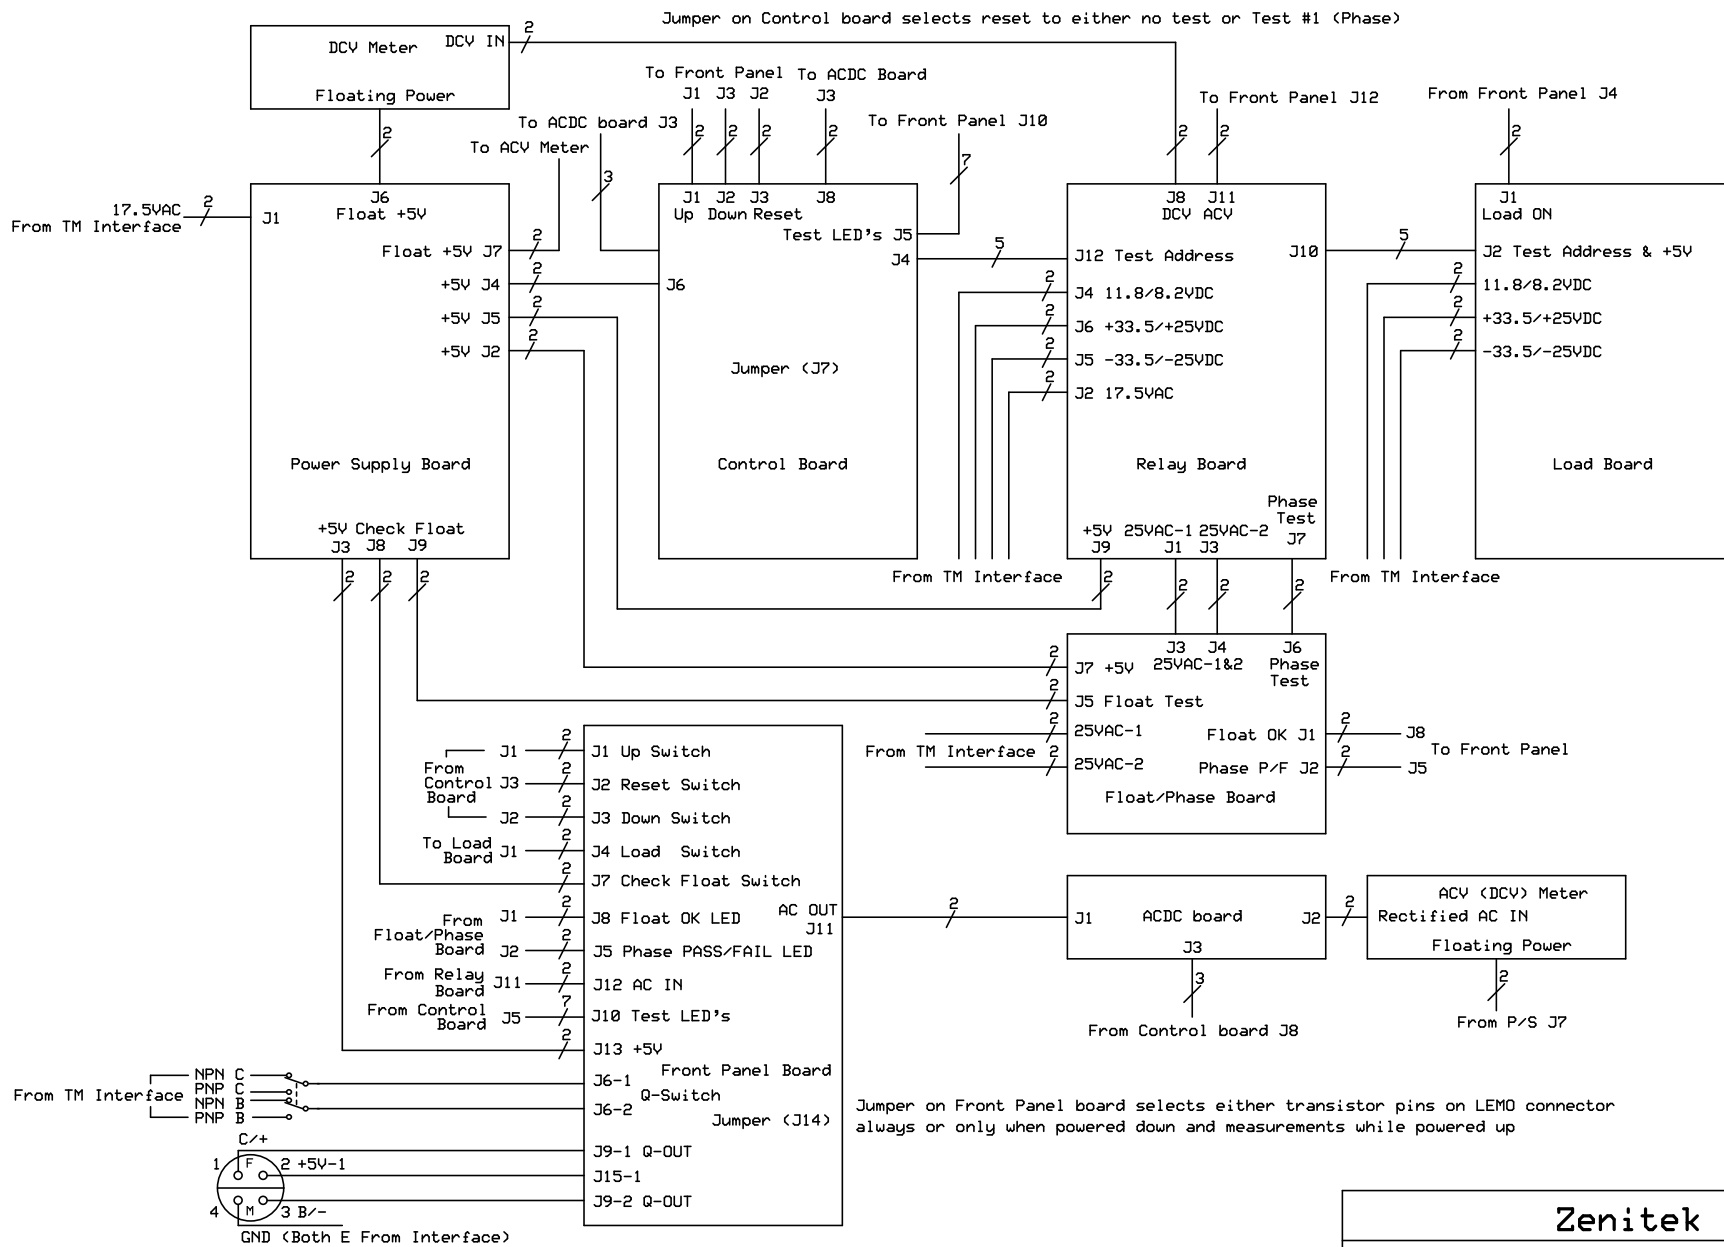 Jumper on Control board selects reset to either no test or Test #1 (Phase)
DCV Meter
DCV IN
2
Floating Power
2
To Front Panel
To ACDC Board
J1 J3 J2
J3
2 2 2
2
To ACDC board J3
To ACV Meter
3
To Front Panel J10
7
2
To Front Panel J12
2
From Front Panel J4
2
17.5VAC
From TM Interface
2
J1
J6
Float +5V
Float +5V J7
2
+5V J4
2
+5V J5
2
+5V J2
2
Power Supply Board
+5V Check Float
J3 J8 J9
2 2 2
J1 J2 J3
J8
Up Down Reset
Test LED's J5
J4
J6
Jumper (J7)
Control Board
5
J8 J11
DCV ACV
J12 Test Address
J10
2
J4 11.8/8.2VDC
2
J6 +33.5/+25VDC
2
J5 -33.5/-25VDC
2
J2 17.5VAC
Relay Board
Phase
Test
J7
+5V 25VAC-1 25VAC-2
J9 J1 J3
From TM Interface
2 2 2 2
5
J1
Load ON
J2 Test Address & +5V
2
11.8/8.2VDC
2
+33.5/+25VDC
2
-33.5/-25VDC
Load Board
From TM Interface
J3 J4
25VAC-1&2
J6
Phase
Test
2
J7 +5V
2
J5 Float Test
2
25VAC-1
From TM Interface
2
25VAC-2
Float OK J1
2
J8
Phase P/F J2
2
J5
To Front Panel
Float/Phase Board
From
Control
Board
J1
2
J1 Up Switch
J3
2
J2 Reset Switch
J2
2
J3 Down Switch
To Load
Board
J1
2
J4 Load Switch
2
J7 Check Float Switch
From
Float/Phase
Board
J1
2
J8 Float OK LED
J2
2
J5 Phase PASS/FAIL LED
From Relay
Board
J11
2
J12 AC IN
From Control
Board
J5
7
J10 Test LED's
2
J13 +5V
AC OUT
J11
2
J1
ACDC board
J2
J3
3
From Control board J8
2
ACV (DCV) Meter
Rectified AC IN
Floating Power
2
From P/S J7
Front Panel Board
From TM Interface
NPN C
PNP C
NPN B
PNP B
J6-1
Q-Switch
J6-2
Jumper (J14)
Jumper on Front Panel board selects either transistor pins on LEMO connector
always or only when powered down and measurements while powered up
C/+
1
F
2 +5V-1
J9-1 Q-OUT
J15-1
J9-2 Q-OUT
4
M
3 B/-
GND (Both E From Interface)
Zenitek